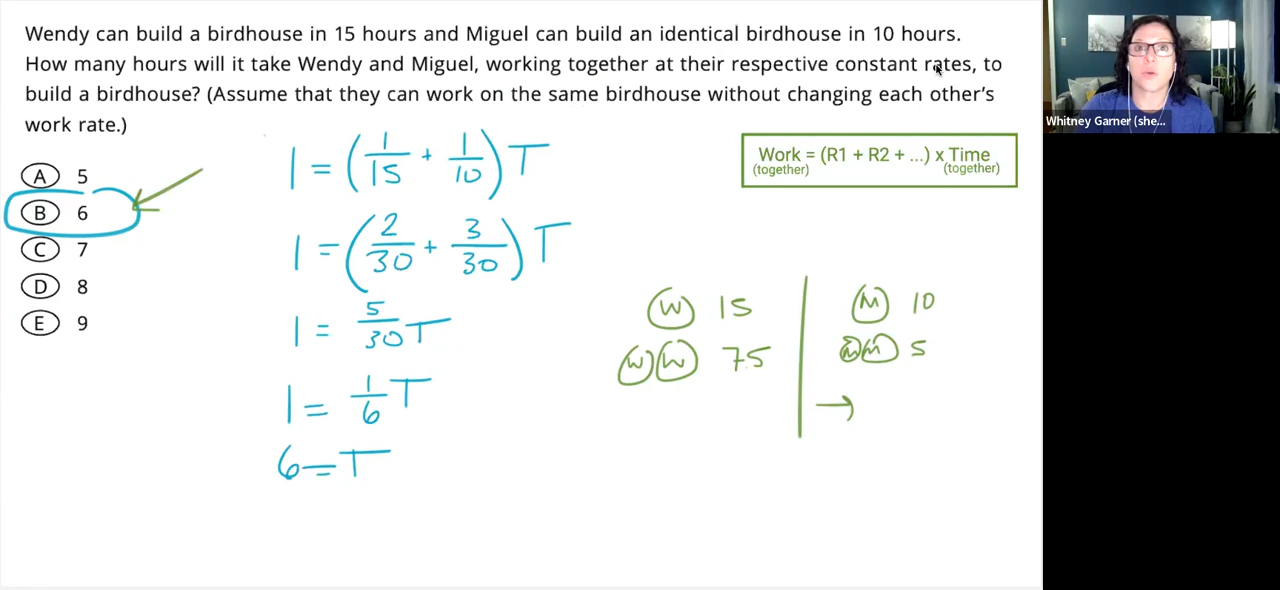 Wendy can build a birdhouse in 15 hours and Miguel can build an identical birdhouse in 10 hours.
How many hours will it take Wendy and Miguel, working together at their respective constant rates, to
build a birdhouse? (Assume that they can work on the same birdhouse without changing each other's
work rate.)
A 5
B 6
C 7
D 8
E 9
1 = (1/15 + 1/10) T
1 = (2/30 + 3/30) T
1 = 5/30 T
1 = 1/6 T
6 = T
Work = (R1 + R2 + ...) x Time
(together) (together)
W 15
W W 7.5
M 10
M M 5
→
Whitney Garner (she...